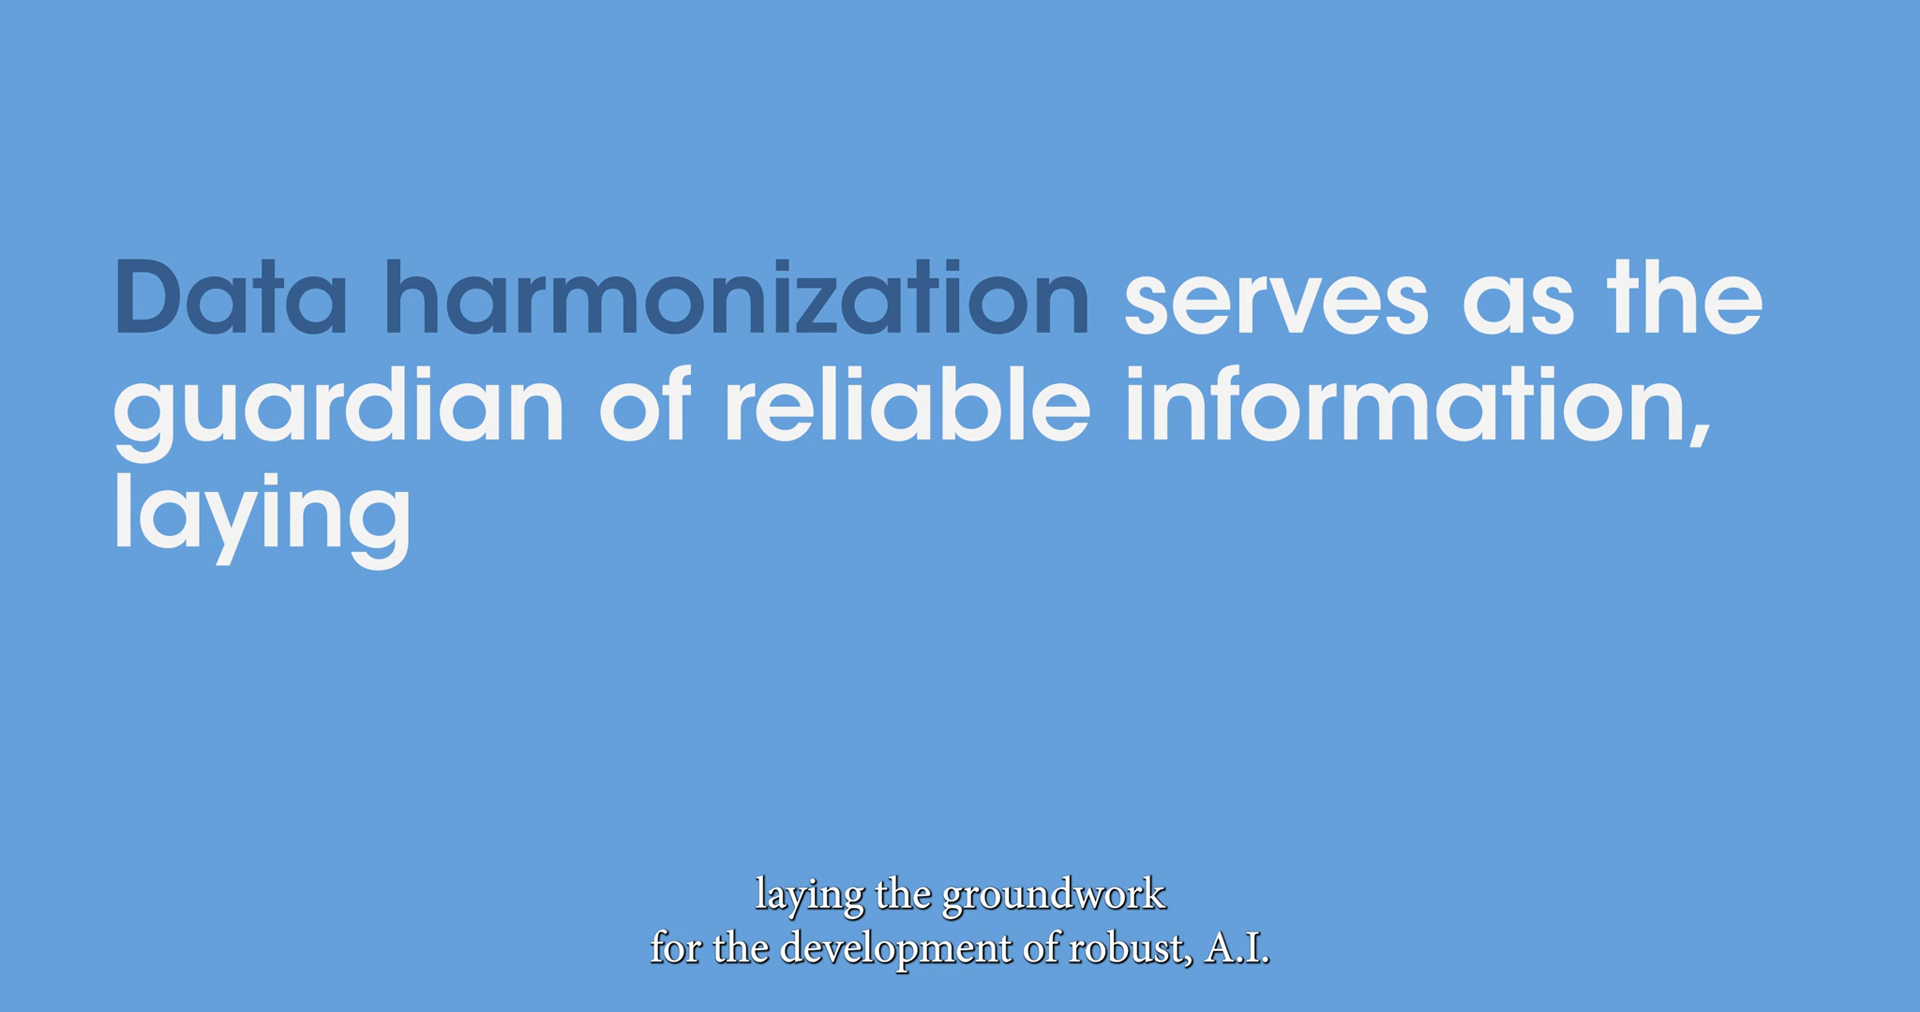 Data harmonization serves as the
guardian of reliable information,
laying
laying the groundwork
for the development of robust, A.I.